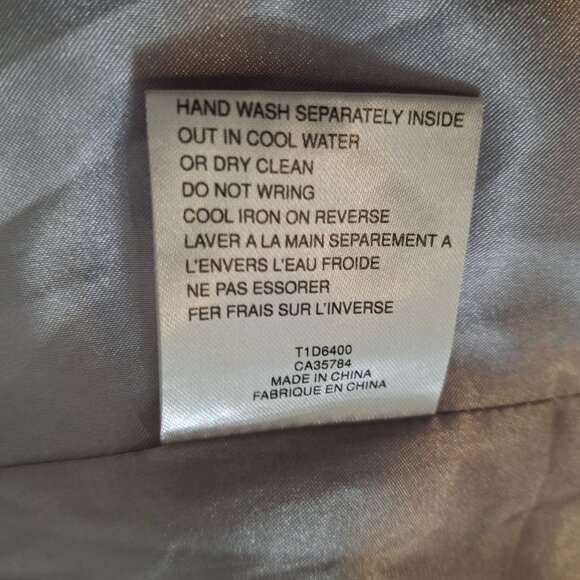 HAND WASH SEPARATELY INSIDE
OUT IN COOL WATER
OR DRY CLEAN
DO NOT WRING
COOL IRON ON REVERSE
LAVER A LA MAIN SEPAREMENT A
L'ENVERS L'EAU FROIDE
NE PAS ESSORER
FER FRAIS SUR L'INVERSE
T1D6400
CA35784
MADE IN CHINA
FABRIQUE EN CHINA